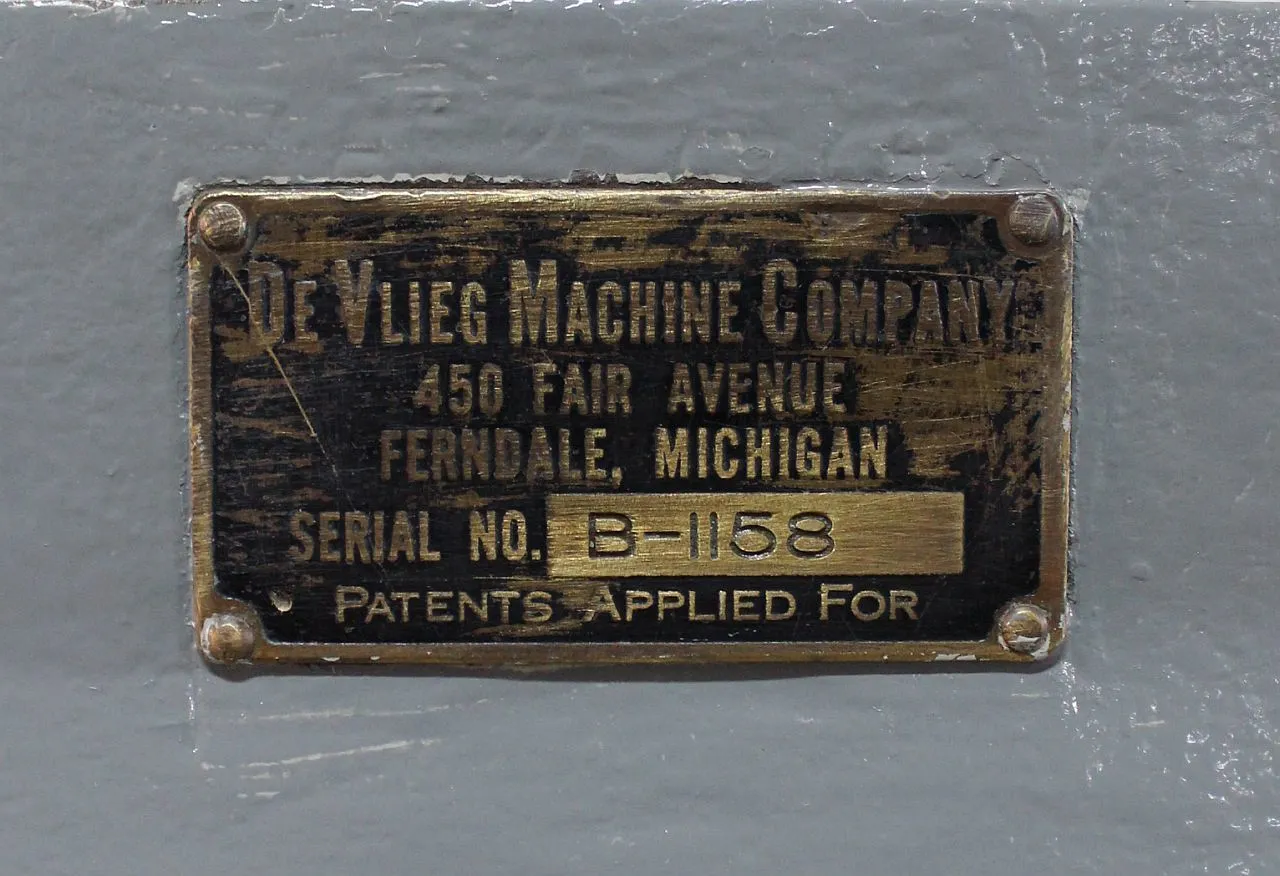 DE VLIEG MACHINE COMPANY
450 FAIR AVENUE
FERNDALE, MICHIGAN
SERIAL NO. B-1158
PATENTS APPLIED FOR